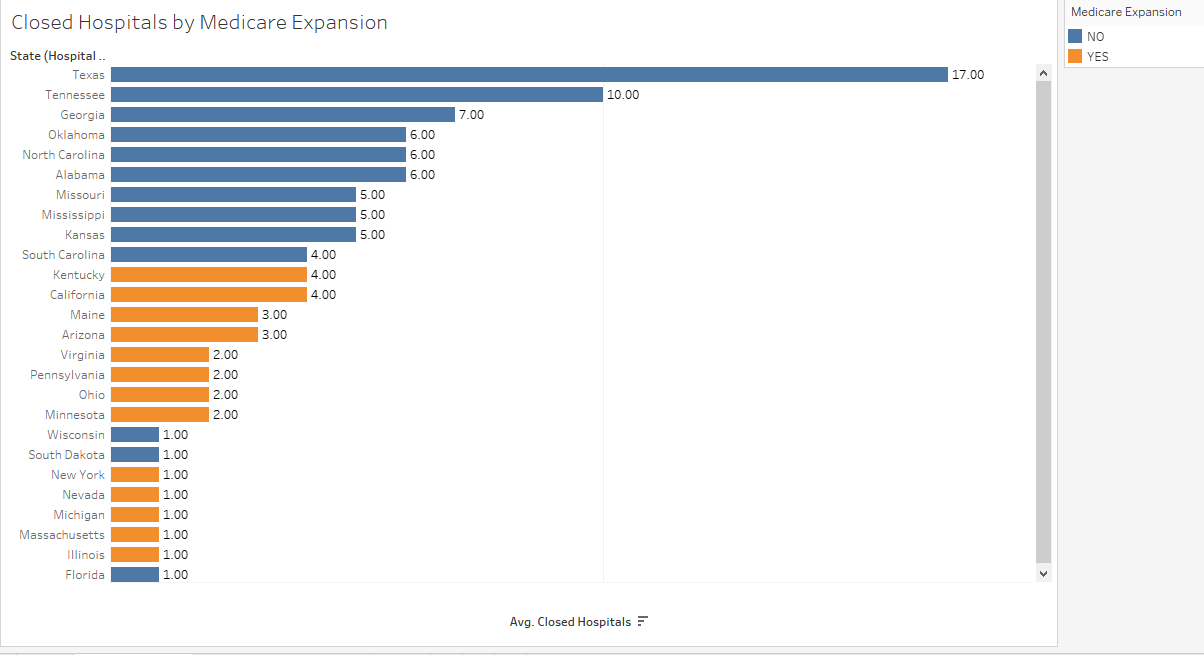 Closed Hospitals by Medicare Expansion
Medicare Expansion
NO
YES
State (Hospital ..
Texas 17.00
Tennessee 10.00
Georgia 7.00
Oklahoma 6.00
North Carolina 6.00
Alabama 6.00
Missouri 5.00
Mississippi 5.00
Kansas 5.00
South Carolina 4.00
Kentucky 4.00
California 4.00
Maine 3.00
Arizona 3.00
Virginia 2.00
Pennsylvania 2.00
Ohio 2.00
Minnesota 2.00
Wisconsin 1.00
South Dakota 1.00
New York 1.00
Nevada 1.00
Michigan 1.00
Massachusetts 1.00
Illinois 1.00
Florida 1.00
Avg. Closed Hospitals